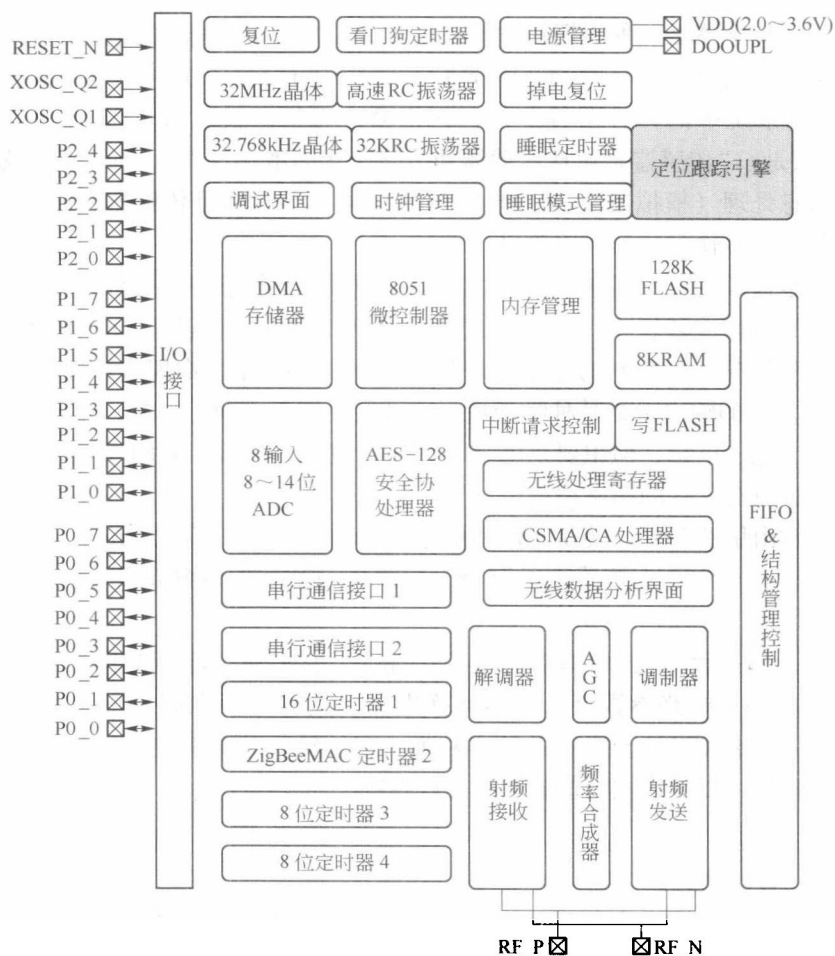 RESET_N
XOSC_Q2
XOSC_Q1
P2_4
P2_3
P2_2
P2_1
P2_0
P1_7
P1_6
P1_5
P1_4
P1_3
P1_2
P1_1
P1_0
P0_7
P0_6
P0_5
P0_4
P0_3
P0_2
P0_1
P0_0
I/O
接
口
复位
看门狗定时器
电源管理
VDD(2.0～3.6V)
DOOUPL
32MHz晶体
高速RC振荡器
掉电复位
32.768kHz晶体
32KRC振荡器
睡眠定时器
定位跟踪引擎
调试界面
时钟管理
睡眠模式管理
DMA
存储器
8051
微控制器
内存管理
128K
FLASH
8KRAM
8输入
8～14位
ADC
AES-128
安全协
处理器
中断请求控制
写FLASH
无线处理寄存器
CSMA/CA处理器
无线数据分析界面
串行通信接口1
串行通信接口2
16位定时器1
ZigBeeMAC 定时器2
8位定时器3
8位定时器4
解调器
A
G
C
调制器
射频
接收
频
率
合
成
器
射频
发送
FIFO
&
结
构
管
理
控
制
RF P
RF N